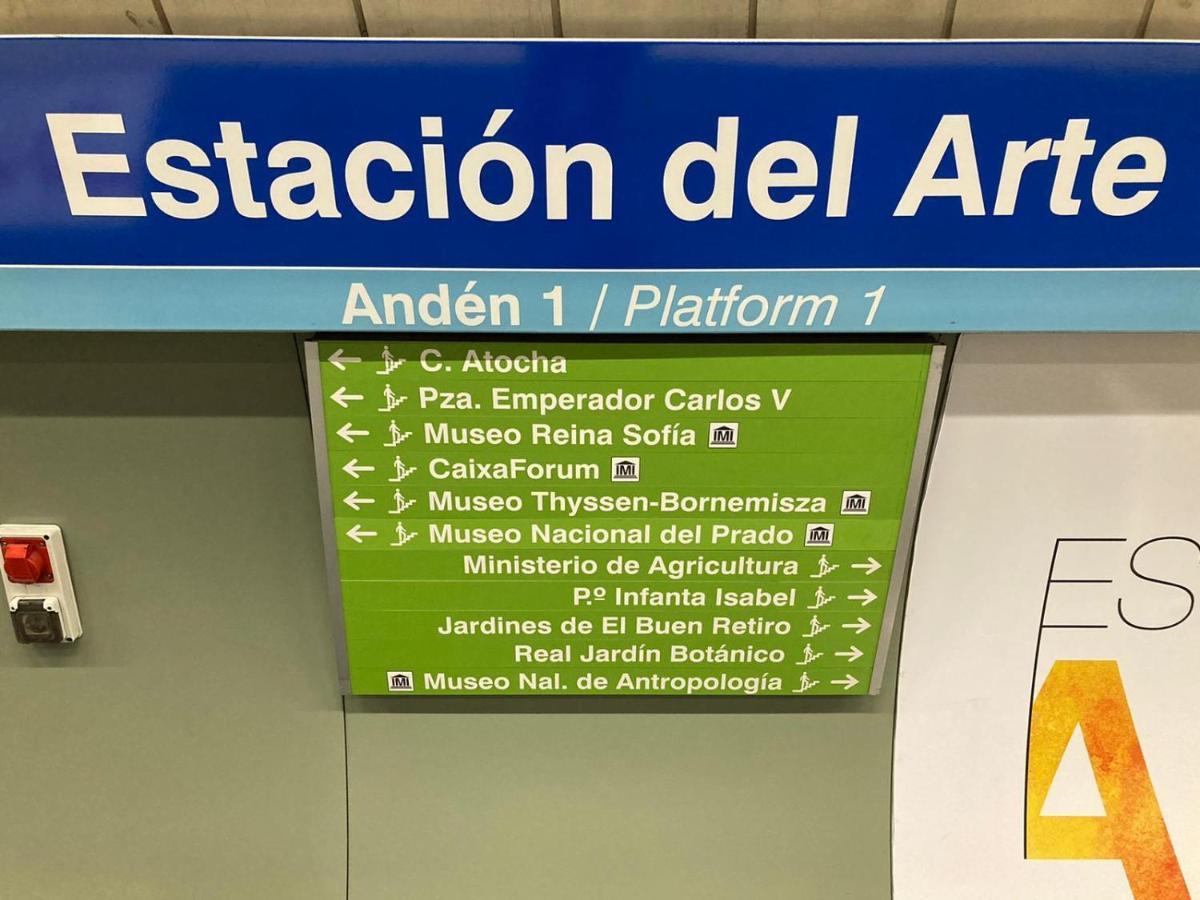 Estación del Arte
Andén 1 / Platform 1
← C. Atocha
← Pza. Emperador Carlos V
← Museo Reina Sofía
← CaixaForum
← Museo Thyssen-Bornemisza
← Museo Nacional del Prado
Ministerio de Agricultura →
P.º Infanta Isabel →
Jardines de El Buen Retiro →
Real Jardín Botánico →
Museo Nal. de Antropología →
ES
A